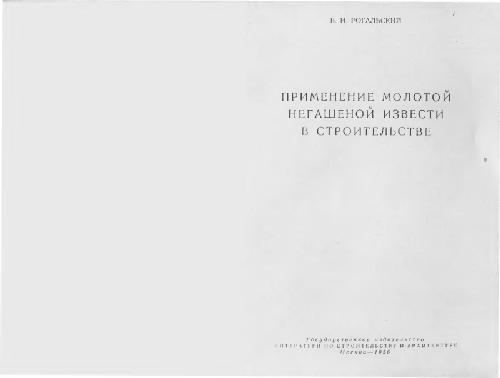 Б. Н. РОГАЛЬСКИЙ
ПРИМЕНЕНИЕ МОЛОТОЙ
НЕГАШЕНОЙ ИЗВЕСТИ
В СТРОИТЕЛЬСТВЕ
Государственное издательство
ЛИТЕРАТУРЫ ПО СТРОИТЕЛЬСТВУ И АРХИТЕКТУРЕ
Москва—1956